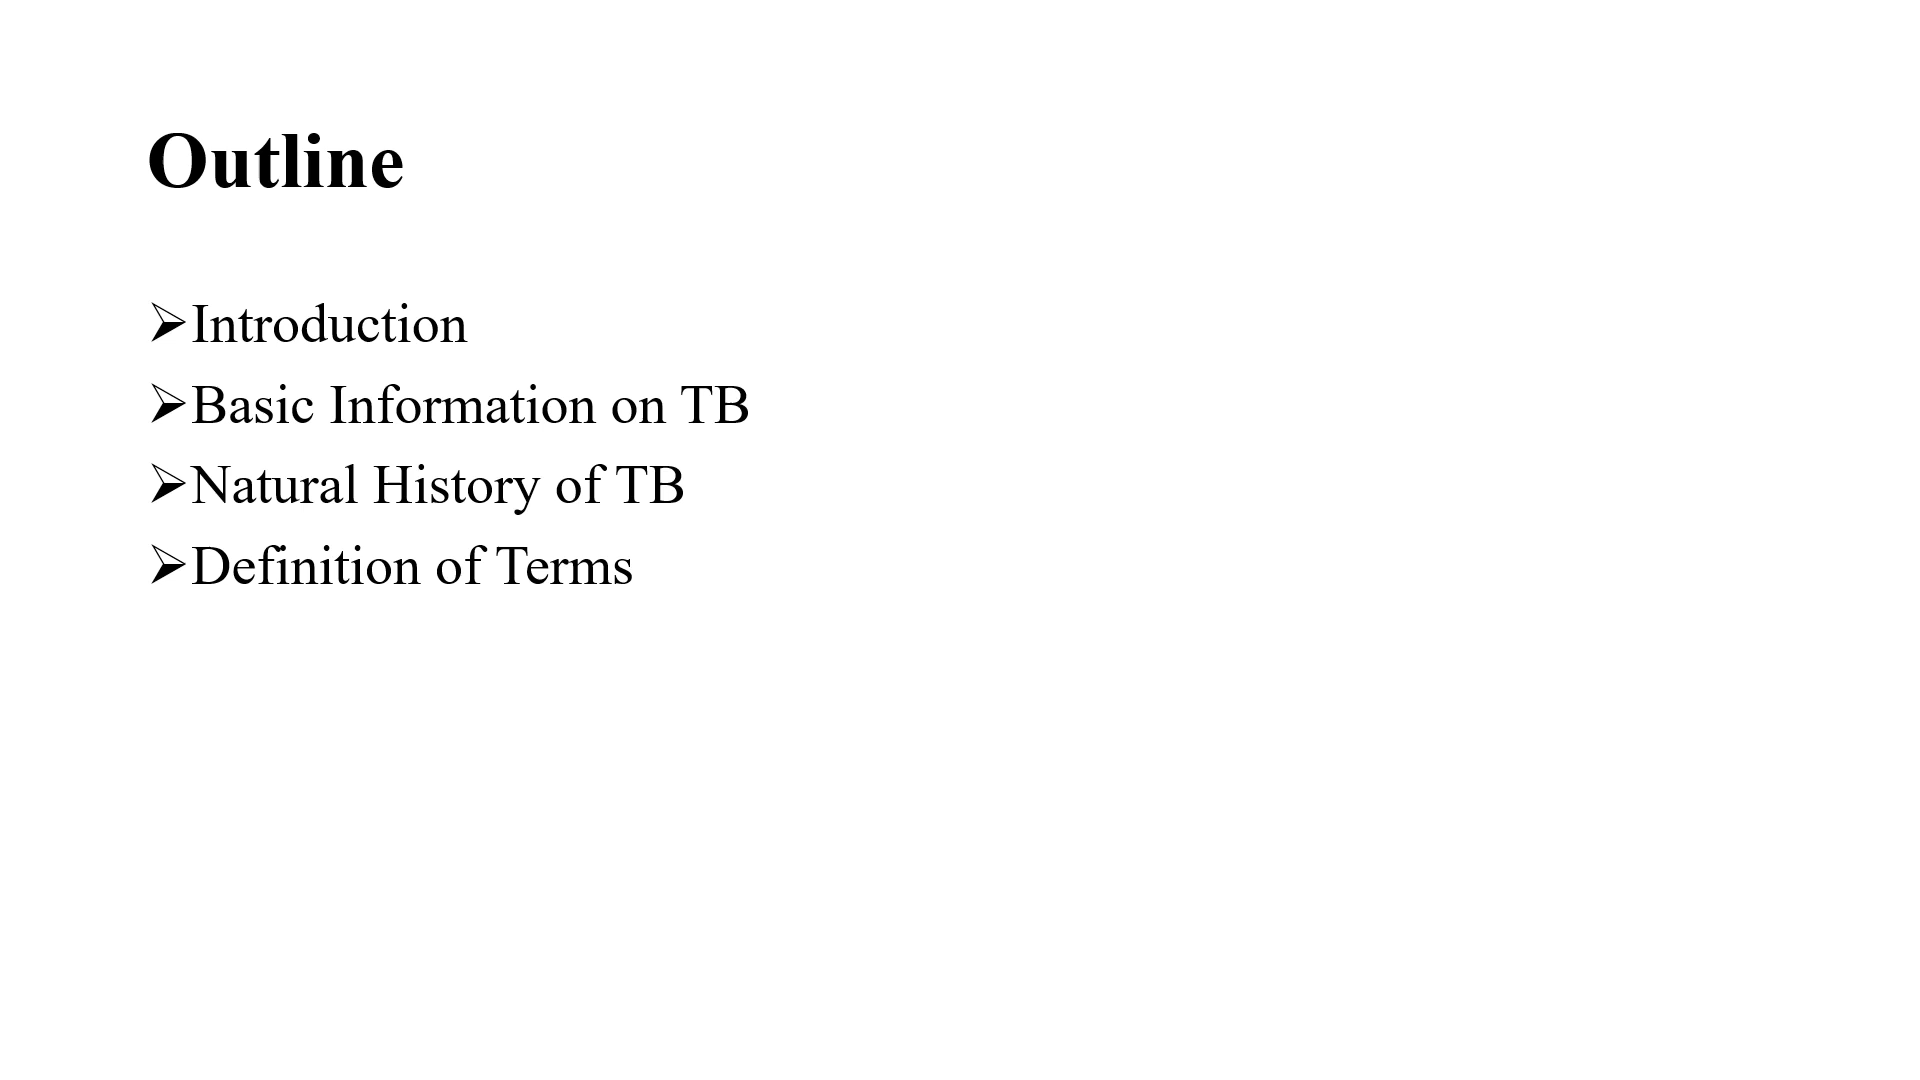 Outline
➢Introduction
➢Basic Information on TB
➢Natural History of TB
➢Definition of Terms